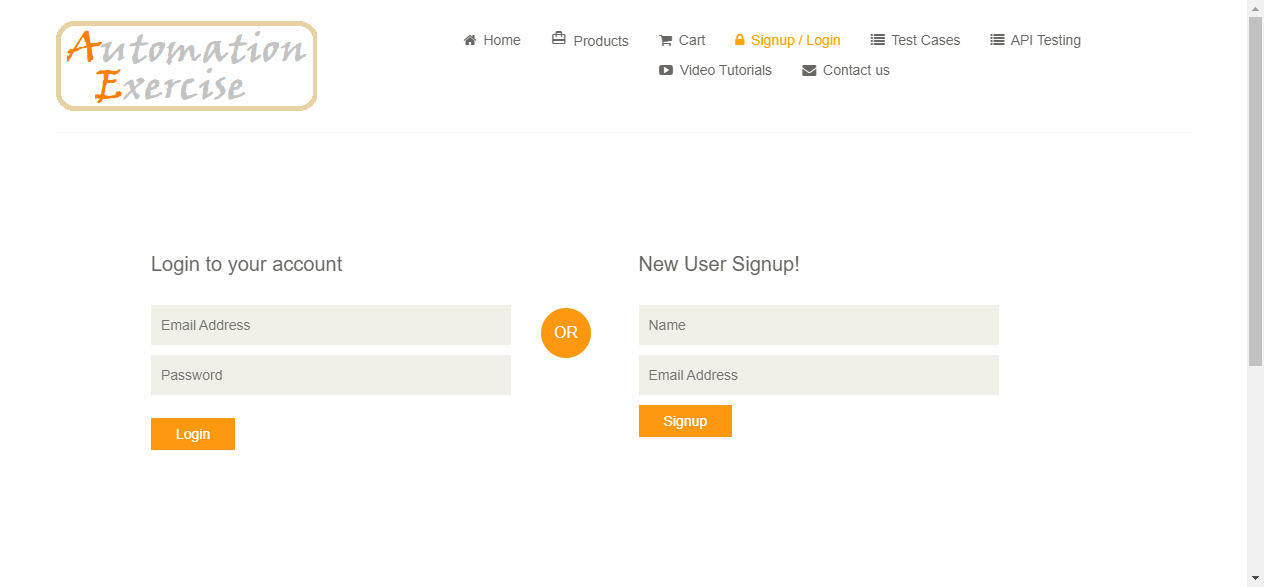 Automation
Exercise
Home Products Cart Signup / Login Test Cases API Testing
Video Tutorials Contact us
Login to your account
Email Address
Password
Login
OR
New User Signup!
Name
Email Address
Signup